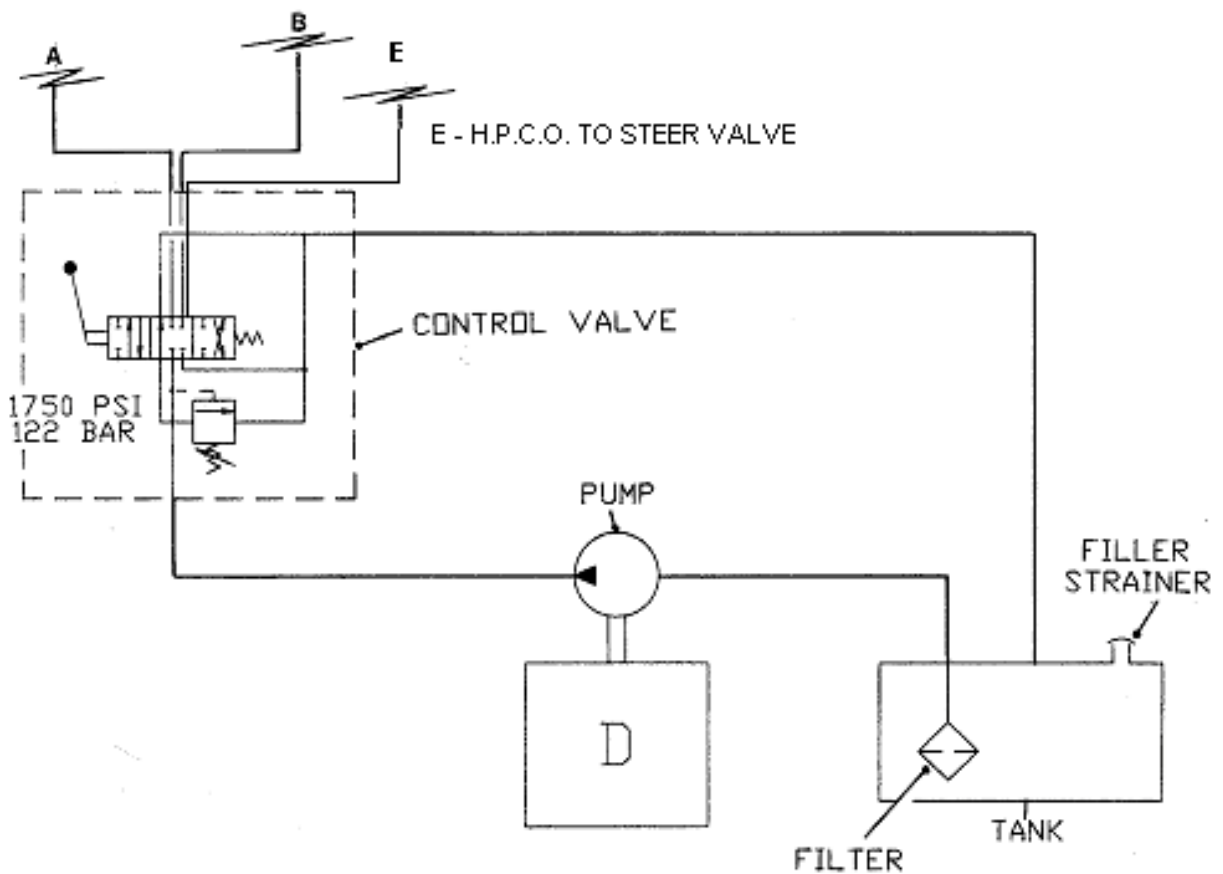 A
B
E
E - H.P.C.O. TO STEER VALVE
CONTROL VALVE
1750 PSI
122 BAR
PUMP
FILLER
STRAINER
D
TANK
FILTER